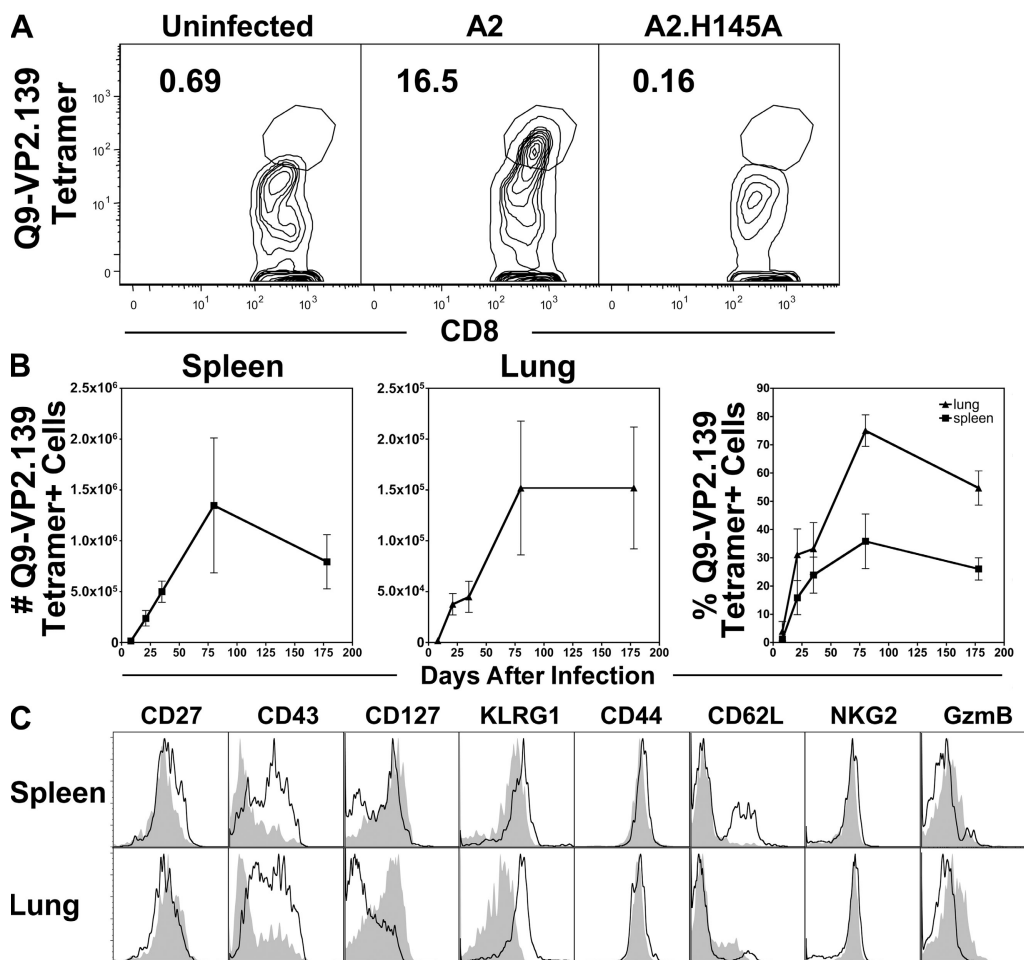 A
Uninfected
A2
A2.H145A
Q9-VP2.139
Tetramer
0.69
16.5
0.16
10³
10²
10¹
0
0 10¹ 10² 10³
0 10¹ 10² 10³
0 10¹ 10² 10³
CD8
B
Spleen
Lung
# Q9-VP2.139
Tetramer+ Cells
2.5x10⁶
2.0x10⁶
1.5x10⁶
1.0x10⁶
5.0x10⁵
0
0 25 50 75 100 125 150 175 200
2.5x10⁵
2.0x10⁵
1.5x10⁵
1.0x10⁵
5.0x10⁴
0
0 25 50 75 100 125 150 175 200
% Q9-VP2.139
Tetramer+ Cells
90
80
70
60
50
40
30
20
10
0
0 25 50 75 100 125 150 175 200
lung
spleen
Days After Infection
C
CD27 CD43 CD127 KLRG1 CD44 CD62L NKG2 GzmB
Spleen
Lung